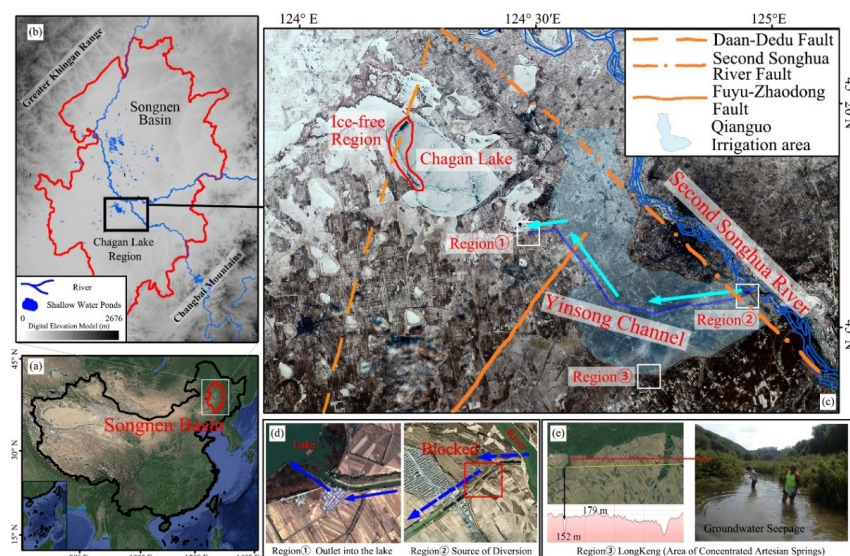 124°E
124°30E
125°E
(b)
Greater Khingan Range
Songnen
Basin
Chagan Lake
Region
Changbai Mountains
River
Shallow Water Ponds
0
2676
Digital Elevation Model (m)
(a)
45°N
30°N
15°N
Songnen
Basin
Daan-Dedu Fault
Second Songhua
River Fault
Fuyu-Zhaodong
Fault
Qianguo
Irrigation area
Ice-free
Region
Chagan Lake
Region①
Second Songhua River
Yinsong Channel
Region②
Region③
(c)
(d)
Lake
Blocked
River
Region① Outlet into the lake
Region② Source of Diversion
(e)
179 m
152 m
Groundwater Seepage
Region③ LongKeng (Area of Concentrated Artesian Springs)